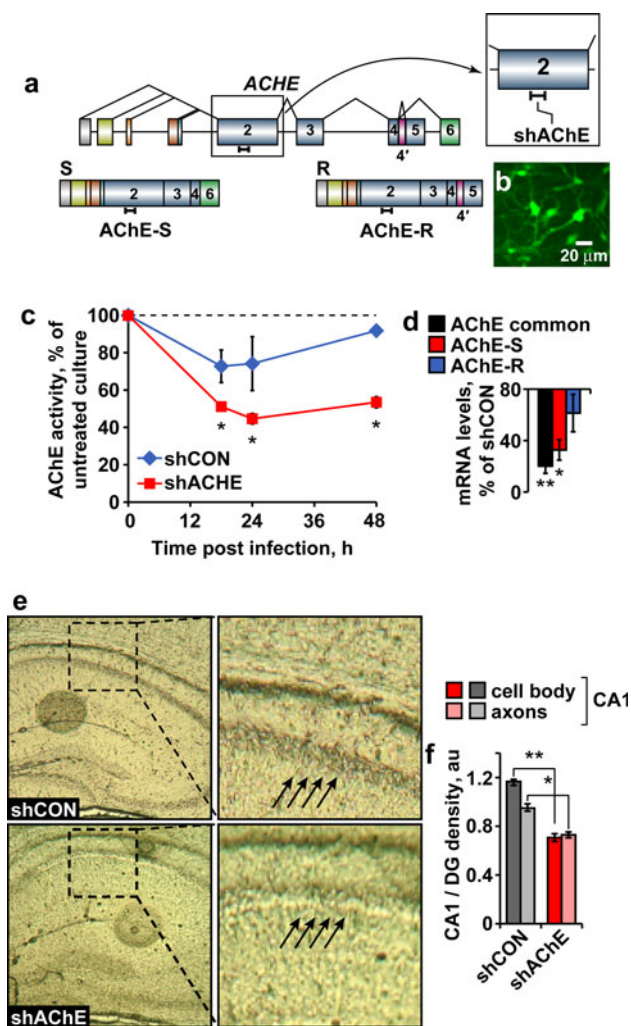 a
ACHE
2
3
4
5
6
4'
2
shAChE
S
2
3
4
6
AChE-S
R
2
3
4
5
4'
AChE-R
b
20 μm
c
AChE activity, % of
untreated culture
100
80
60
40
20
0
shCON
shACHE
*
*
*
0
12
24
36
48
Time post infection, h
d
AChE common
AChE-S
AChE-R
mRNA levels,
% of shCON
80
40
0
**
*
e
shCON
shAChE
cell body
axons
CA1
f
CA1 / DG density, au
1.2
0.8
0.4
0
**
*
shCON
shAChE